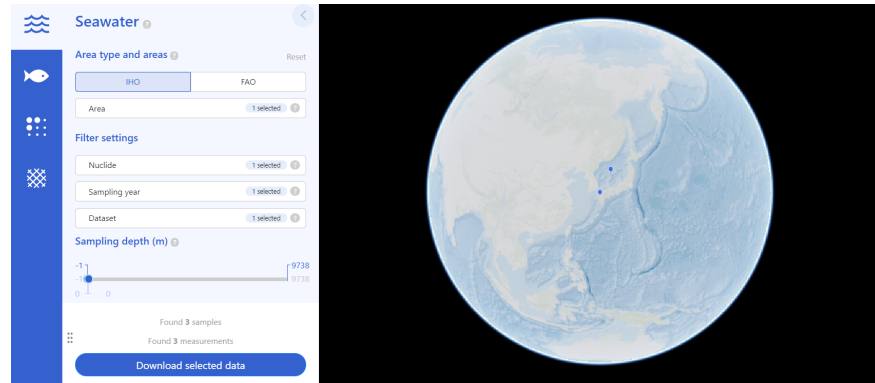 Seawater ?
Area type and areas ?
Reset
IHO
FAO
Area
1 selected ?
Filter settings
Nuclide
1 selected ?
Sampling year
1 selected ?
Dataset
1 selected ?
Sampling depth (m) ?
-1
9738
-1
9738
0
0
Found 3 samples
Found 3 measurements
Download selected data